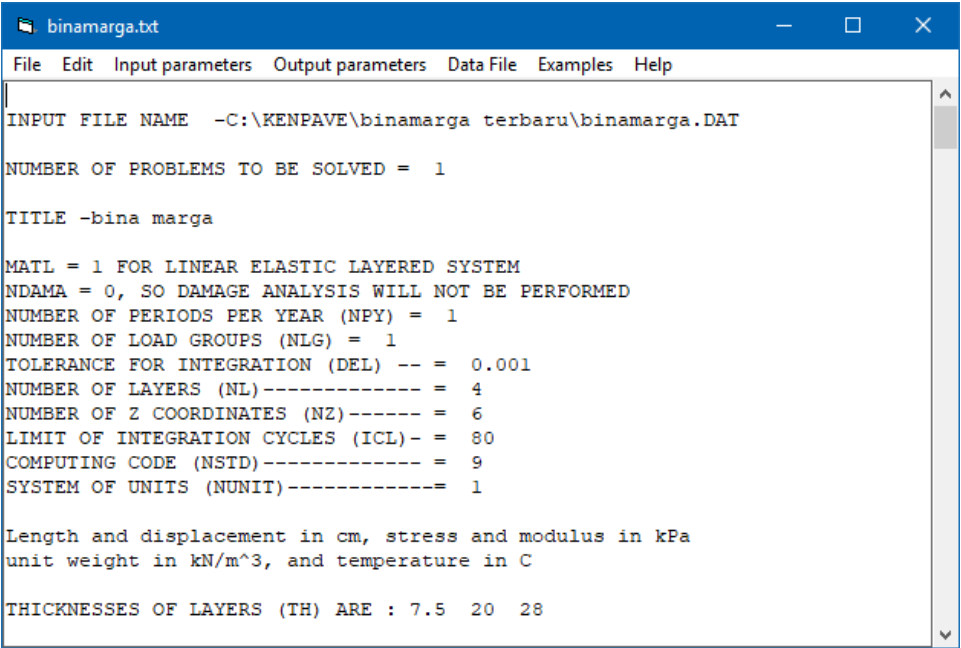 binamarga.txt
File Edit Input parameters Output parameters Data File Examples Help
INPUT FILE NAME -C:\KENPAVE\binamarga terbaru\binamarga.DAT
NUMBER OF PROBLEMS TO BE SOLVED = 1
TITLE -bina marga
MATL = 1 FOR LINEAR ELASTIC LAYERED SYSTEM
NDAMA = 0, SO DAMAGE ANALYSIS WILL NOT BE PERFORMED
NUMBER OF PERIODS PER YEAR (NPY) = 1
NUMBER OF LOAD GROUPS (NLG) = 1
TOLERANCE FOR INTEGRATION (DEL) -- = 0.001
NUMBER OF LAYERS (NL)------------- = 4
NUMBER OF Z COORDINATES (NZ)------ = 6
LIMIT OF INTEGRATION CYCLES (ICL)- = 80
COMPUTING CODE (NSTD)------------- = 9
SYSTEM OF UNITS (NUNIT)------------= 1
Length and displacement in cm, stress and modulus in kPa
unit weight in kN/m^3, and temperature in C
THICKNESSES OF LAYERS (TH) ARE : 7.5 20 28